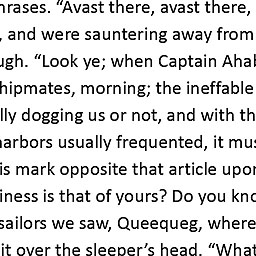 hrases. “Avast there, avast there,
, and were sauntering away from
ugh. “Look ye; when Captain Ahab
hipmates, morning; the ineffable
lly dogging us or not, and with th
harbors usually frequented, it mus
is mark opposite that article upon
iness is that of yours? Do you kno
sailors we saw, Queequeg, where
it over the sleeper’s head. “What